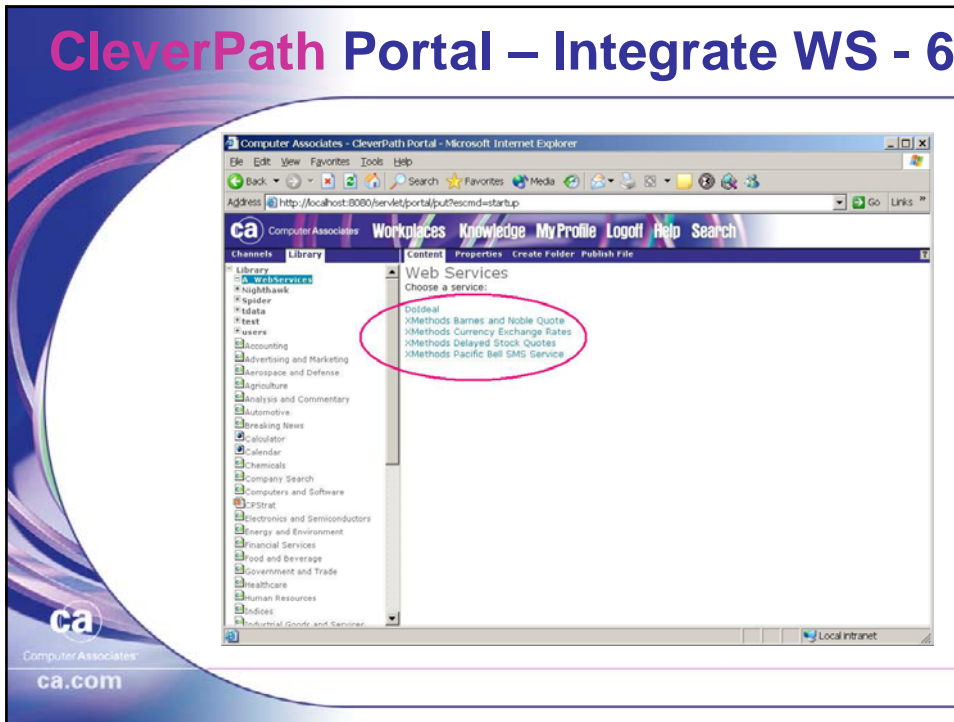 CleverPath Portal – Integrate WS - 6
Computer Associates - CleverPath Portal - Microsoft Internet Explorer
File Edit View Favorites Tools Help
Back Search Favorites Media
Address http://localhost:8080/servlet/portal/put?escmd=startup Go Links »
ca Computer Associates Workplaces Knowledge My Profile Logoff Help Search
Channels Library
Content Properties Create Folder Publish File ?
Library
A_WebServices
Nighthawk
Spider
tdata
test
users
Accounting
Advertising and Marketing
Aerospace and Defense
Agriculture
Analysis and Commentary
Automotive
Breaking News
Calculator
Calendar
Chemicals
Company Search
Computers and Software
CPStrat
Electronics and Semiconductors
Energy and Environment
Financial Services
Food and Beverage
Government and Trade
Healthcare
Human Resources
Indices
Industrial Goods and Services
Web Services
Choose a service:
DoIdeal
XMethods Barnes and Noble Quote
XMethods Currency Exchange Rates
XMethods Delayed Stock Quotes
XMethods Pacific Bell SMS Service
Local intranet
ca
Computer Associates™
ca.com